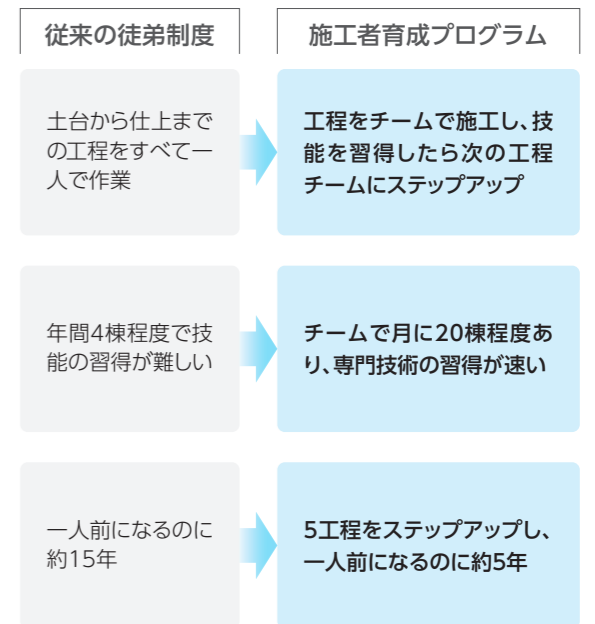 従来の徒弟制度
施工者育成プログラム
土台から仕上まで
の工程をすべて一
人で作業
工程をチームで施工し、技
能を習得したら次の工程
チームにステップアップ
年間4棟程度で技
能の習得が難しい
チームで月に20棟程度あ
り、専門技術の習得が速い
一人前になるのに
約15年
5工程をステップアップし、
一人前になるのに約5年